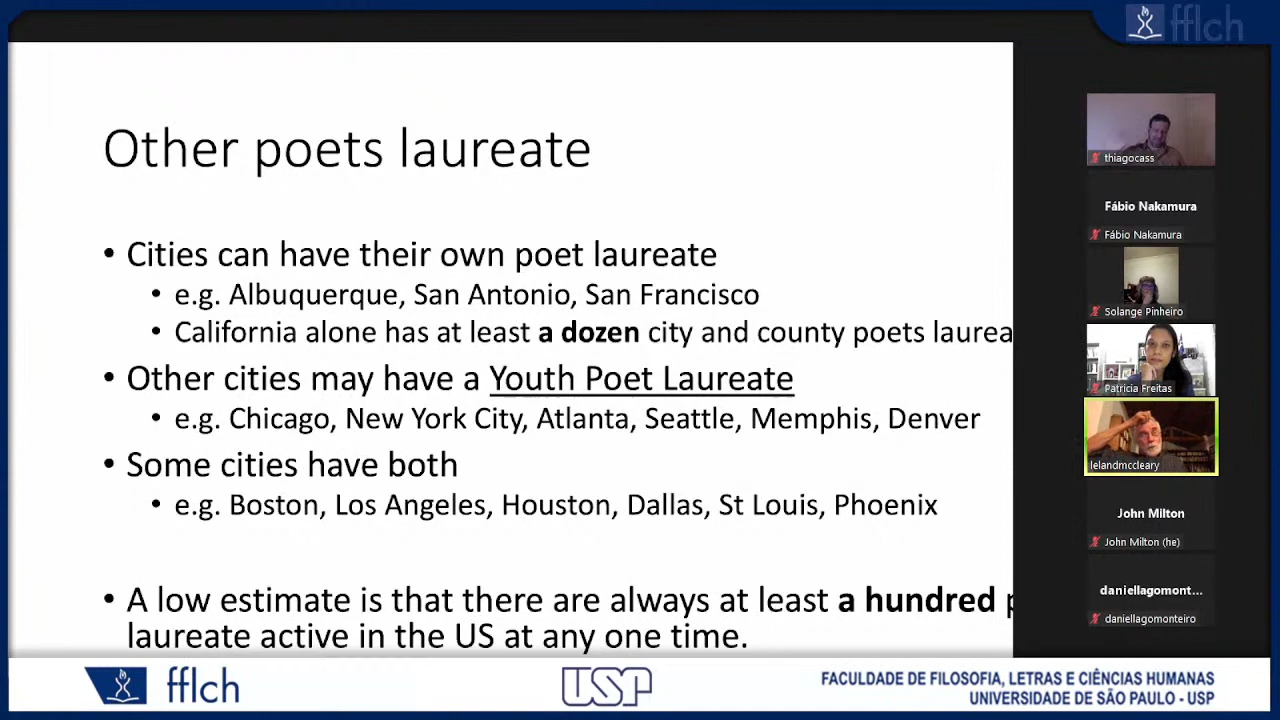 fflch
Other poets laureate
• Cities can have their own poet laureate
• e.g. Albuquerque, San Antonio, San Francisco
• California alone has at least a dozen city and county poets laurea
• Other cities may have a Youth Poet Laureate
• e.g. Chicago, New York City, Atlanta, Seattle, Memphis, Denver
• Some cities have both
• e.g. Boston, Los Angeles, Houston, Dallas, St Louis, Phoenix
• A low estimate is that there are always at least a hundred
laureate active in the US at any one time.
thiagocass
Fábio Nakamura
Fábio Nakamura
Solange Pinheiro
Patrícia Freitas
lelandmccleary
John Milton
John Milton (he)
daniellagomont...
daniellagomonteiro
fflch
USP
FACULDADE DE FILOSOFIA, LETRAS E CIÊNCIAS HUMANAS
UNIVERSIDADE DE SÃO PAULO - USP